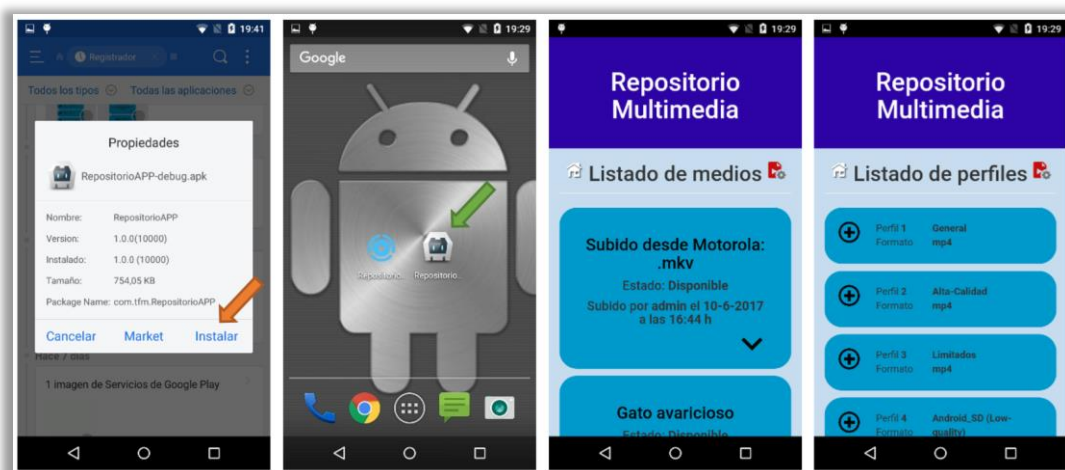 19:41
Registrador
Todos los tipos
Todas las aplicaciones
Propiedades
RepositorioAPP-debug.apk
Nombre: RepositorioAPP
Version: 1.0.0(10000)
Instalado: 1.0.0 (10000)
Tamaño: 754,05 KB
Package Name: com.tfm.RepositorioAPP
Cancelar Market Instalar
Hace 7 días
1 imagen de Servicios de Google Play
19:29
Google
Repositorio... Repositorio...
19:29
Repositorio
Multimedia
Listado de medios
Subido desde Motorola:
.mkv
Estado: Disponible
Subido por admin el 10-6-2017
a las 16:44 h
Gato avaricioso
Estado: Disponible
19:29
Repositorio
Multimedia
Listado de perfiles
Perfil 1 General
Formato mp4
Perfil 2 Alta-Calidad
Formato mp4
Perfil 3 Limitados
Formato mp4
Perfil 4 Android_SD (Low-
Formato quality)